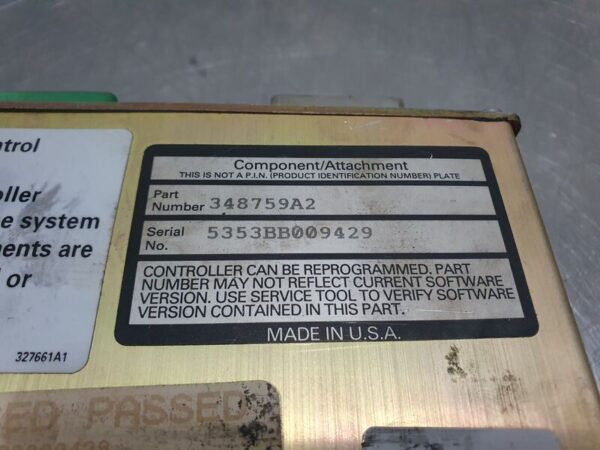 ntrol
oller
e system
ents are
l or
327661A1
Component/Attachment
THIS IS NOT A P.I.N. (PRODUCT IDENTIFICATION NUMBER) PLATE
Part
Number 348759A2
Serial
No. 5353BB009429
CONTROLLER CAN BE REPROGRAMMED. PART
NUMBER MAY NOT REFLECT CURRENT SOFTWARE
VERSION. USE SERVICE TOOL TO VERIFY SOFTWARE
VERSION CONTAINED IN THIS PART.
MADE IN U.S.A.
SED PASSED